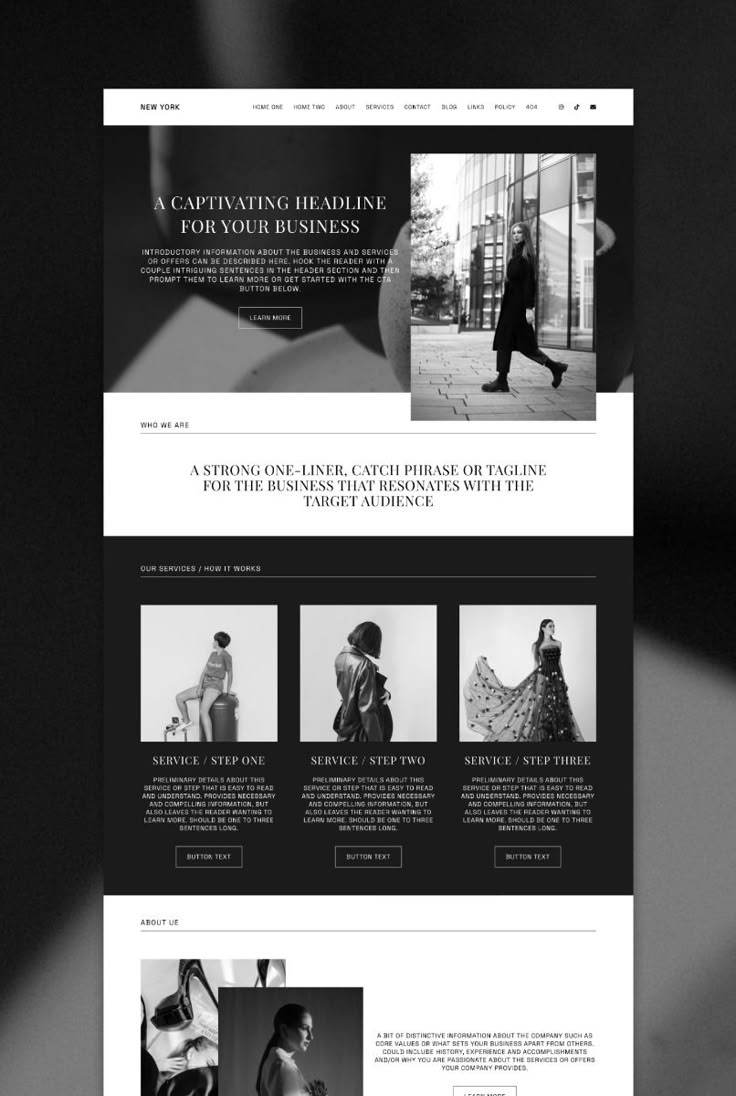 NEW YORK
HOME ONE HOME TWO ABOUT SERVICES CONTACT BLOG LINKS POLICY 404
A CAPTIVATING HEADLINE
FOR YOUR BUSINESS
INTRODUCTORY INFORMATION ABOUT THE BUSINESS AND SERVICES
OR OFFERS CAN BE DESCRIBED HERE. HOOK THE READER WITH A
COUPLE INTRIGUING SENTENCES IN THE HEADER SECTION AND THEN
PROMPT THEM TO LEARN MORE OR GET STARTED WITH THE CTA
BUTTON BELOW.
LEARN MORE
WHO WE ARE
A STRONG ONE-LINER, CATCH PHRASE OR TAGLINE
FOR THE BUSINESS THAT RESONATES WITH THE
TARGET AUDIENCE
OUR SERVICES / HOW IT WORKS
SERVICE / STEP ONE
PRELIMINARY DETAILS ABOUT THIS
SERVICE OR STEP THAT IS EASY TO READ
AND UNDERSTAND. PROVIDES NECESSARY
AND COMPELLING INFORMATION, BUT
ALSO LEAVES THE READER WANTING TO
LEARN MORE. SHOULD BE ONE TO THREE
SENTENCES LONG.
BUTTON TEXT
SERVICE / STEP TWO
PRELIMINARY DETAILS ABOUT THIS
SERVICE OR STEP THAT IS EASY TO READ
AND UNDERSTAND. PROVIDES NECESSARY
AND COMPELLING INFORMATION, BUT
ALSO LEAVES THE READER WANTING TO
LEARN MORE. SHOULD BE ONE TO THREE
SENTENCES LONG.
BUTTON TEXT
SERVICE / STEP THREE
PRELIMINARY DETAILS ABOUT THIS
SERVICE OR STEP THAT IS EASY TO READ
AND UNDERSTAND. PROVIDES NECESSARY
AND COMPELLING INFORMATION, BUT
ALSO LEAVES THE READER WANTING TO
LEARN MORE. SHOULD BE ONE TO THREE
SENTENCES LONG.
BUTTON TEXT
ABOUT UE
A BIT OF DISTINCTIVE INFORMATION ABOUT THE COMPANY SUCH AS
CORE VALUES OR WHAT SETS YOUR BUSINESS APART FROM OTHERS.
COULD INCLUDE HISTORY, EXPERIENCE AND ACCOMPLISHMENTS
AND/OR WHY YOU ARE PASSIONATE ABOUT THE SERVICES OR OFFERS
YOUR COMPANY PROVIDES.
LEARN MORE